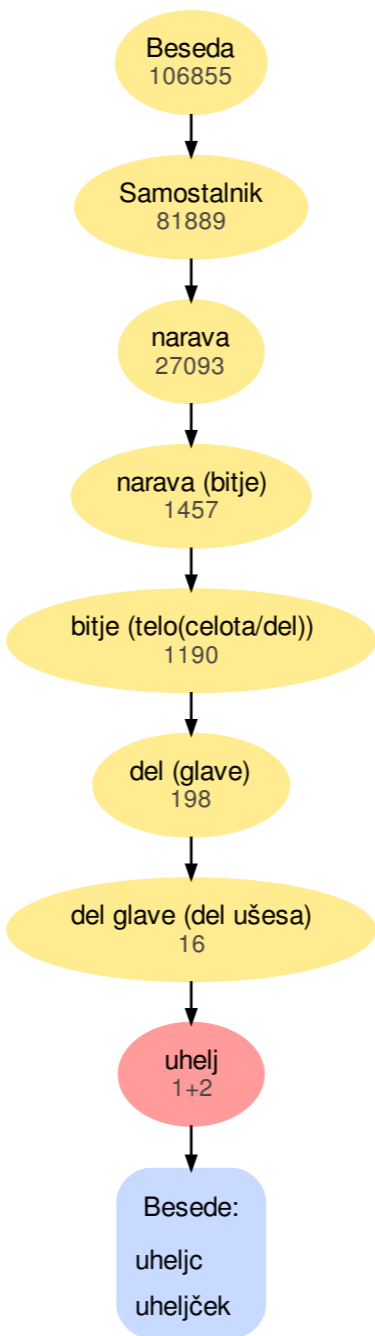 Beseda
106855
Samostalnik
81889
narava
27093
narava (bitje)
1457
bitje (telo(celota/del))
1190
del (glave)
198
del glave (del ušesa)
16
uhelj
1+2
Besede:
uheljc
uheljček